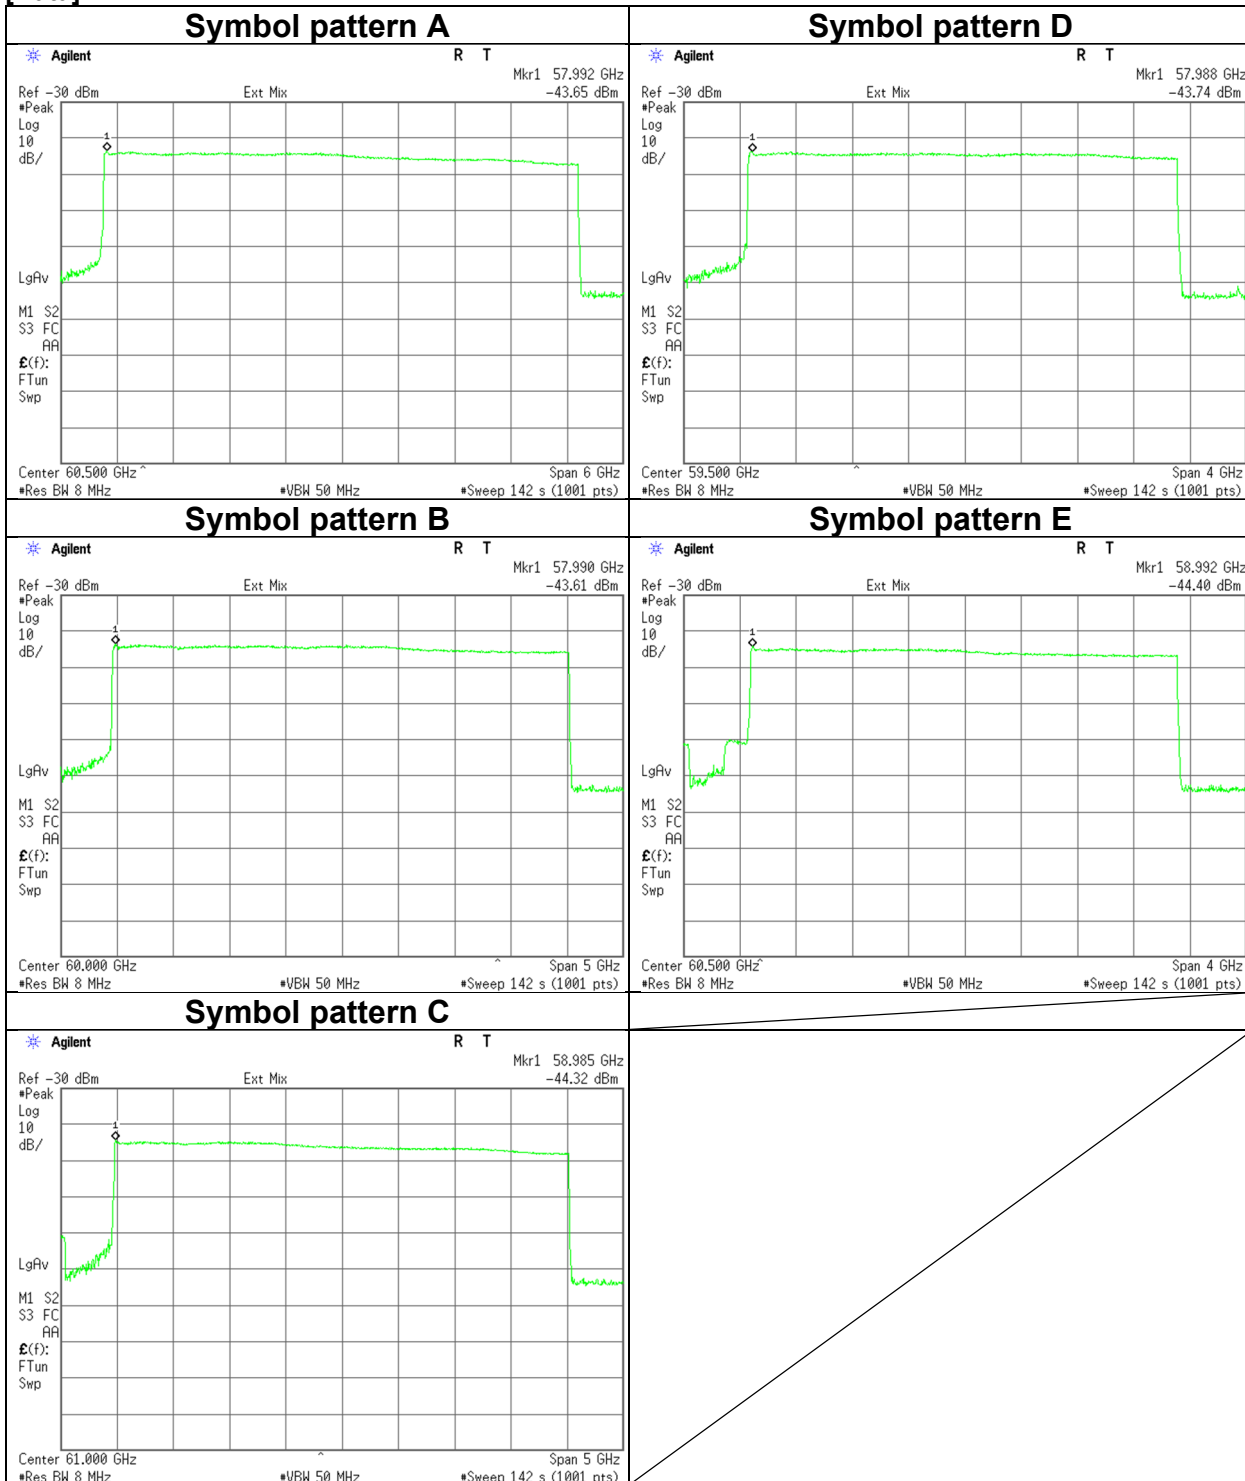 Symbol pattern A
Agilent
R T
Mkr1 57.992 GHz
Ref -30 dBm Ext Mix -43.65 dBm
#Peak
Log
10
dB/
1
LgAv
M1 S2
S3 FC
AA
£(f):
FTun
Swp
Center 60.500 GHz ^ Span 6 GHz
#Res BW 8 MHz #VBW 50 MHz #Sweep 142 s (1001 pts)
Symbol pattern D
Agilent
R T
Mkr1 57.988 GHz
Ref -30 dBm Ext Mix -43.74 dBm
#Peak
Log
10
dB/
1
LgAv
M1 S2
S3 FC
AA
£(f):
FTun
Swp
Center 59.500 GHz ^ Span 4 GHz
#Res BW 8 MHz #VBW 50 MHz #Sweep 142 s (1001 pts)
Symbol pattern B
Agilent
R T
Mkr1 57.990 GHz
Ref -30 dBm Ext Mix -43.61 dBm
#Peak
Log
10
dB/
1
LgAv
M1 S2
S3 FC
AA
£(f):
FTun
Swp
Center 60.000 GHz ^ Span 5 GHz
#Res BW 8 MHz #VBW 50 MHz #Sweep 142 s (1001 pts)
Symbol pattern E
Agilent
R T
Mkr1 58.992 GHz
Ref -30 dBm Ext Mix -44.40 dBm
#Peak
Log
10
dB/
1
LgAv
M1 S2
S3 FC
AA
£(f):
FTun
Swp
Center 60.500 GHz ^ Span 4 GHz
#Res BW 8 MHz #VBW 50 MHz #Sweep 142 s (1001 pts)
Symbol pattern C
Agilent
R T
Mkr1 58.985 GHz
Ref -30 dBm Ext Mix -44.32 dBm
#Peak
Log
10
dB/
1
LgAv
M1 S2
S3 FC
AA
£(f):
FTun
Swp
Center 61.000 GHz ^ Span 5 GHz
#Res BW 8 MHz #VBW 50 MHz #Sweep 142 s (1001 pts)